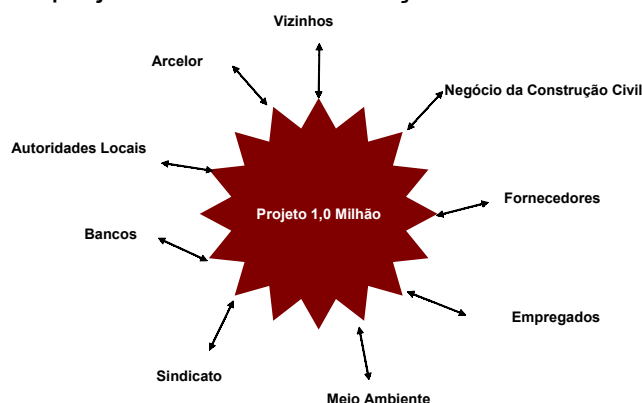 Vizinhos
Arcelor
Negócio da Construção Civil
Autoridades Locais
Fornecedores
Projeto 1,0 Milhão
Bancos
Empregados
Sindicato
Meio Ambiente